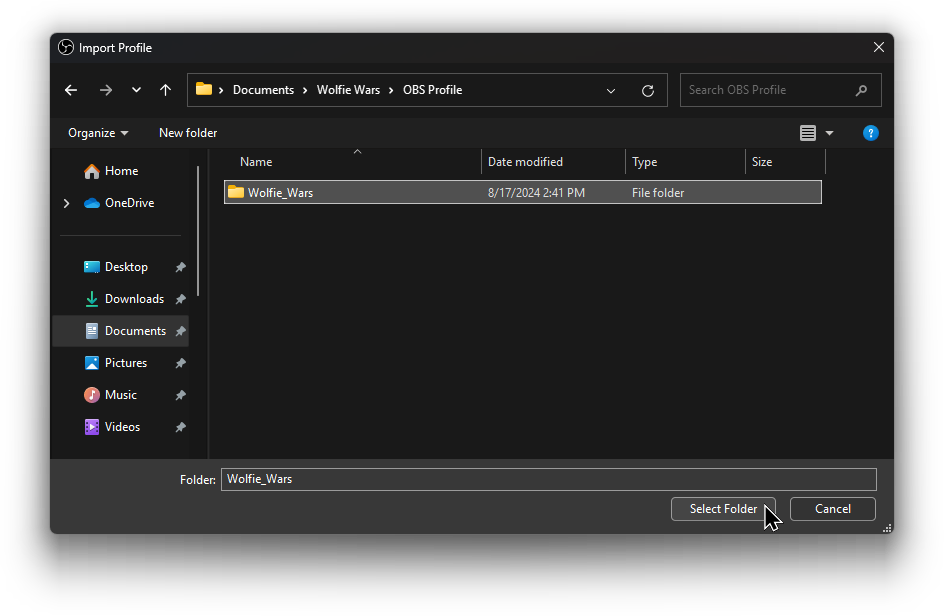 Import Profile
Documents > Wolfie Wars > OBS Profile
Search OBS Profile
Organize
New folder
?
Name
Date modified
Type
Size
Home
OneDrive
Desktop
Downloads
Documents
Pictures
Music
Videos
Wolfie_Wars 8/17/2024 2:41 PM File folder
Folder: Wolfie_Wars
Select Folder
Cancel